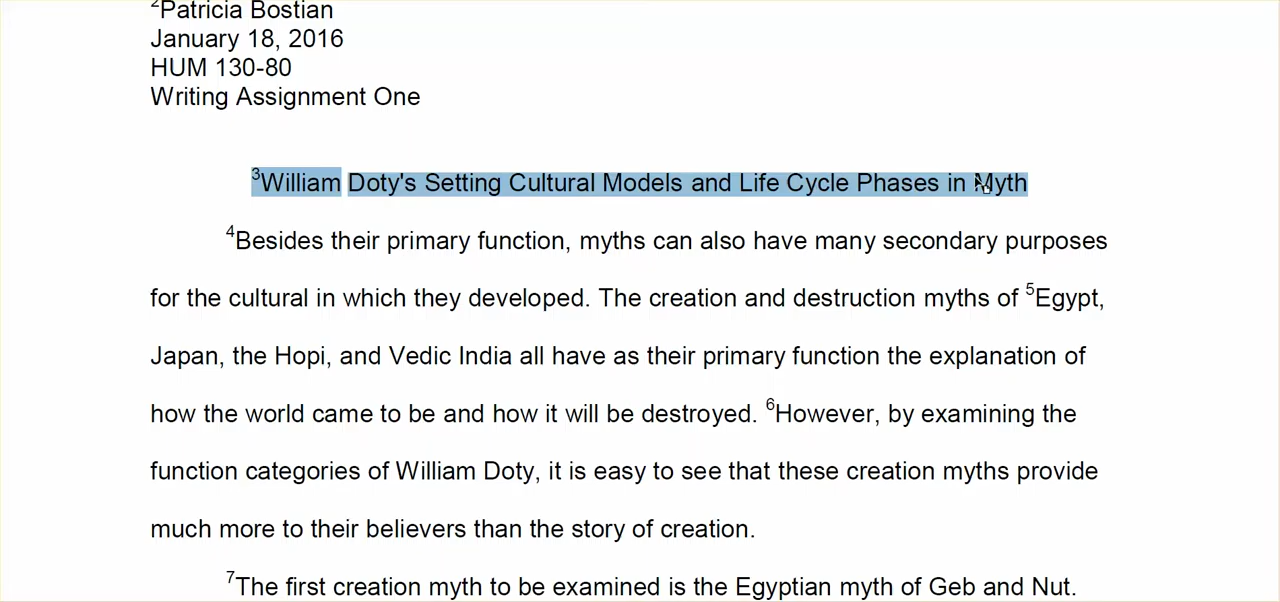 ²Patricia Bostian
January 18, 2016
HUM 130-80
Writing Assignment One
³William Doty's Setting Cultural Models and Life Cycle Phases in Myth
⁴Besides their primary function, myths can also have many secondary purposes
for the cultural in which they developed. The creation and destruction myths of ⁵Egypt,
Japan, the Hopi, and Vedic India all have as their primary function the explanation of
how the world came to be and how it will be destroyed. ⁶However, by examining the
function categories of William Doty, it is easy to see that these creation myths provide
much more to their believers than the story of creation.
⁷The first creation myth to be examined is the Egyptian myth of Geb and Nut.